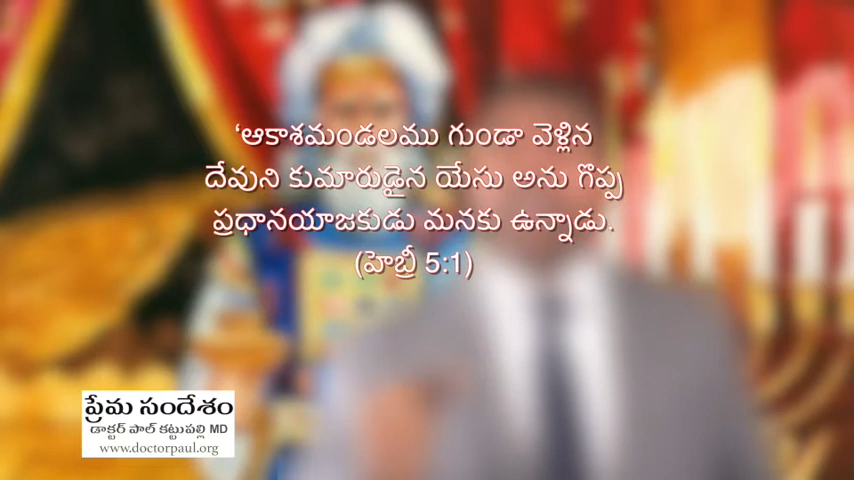 ‘ఆకాశమండలము గుండా వెళ్లిన
దేవుని కుమారుడైన యేసు అను గొప్ప
ప్రధానయాజకుడు మనకు ఉన్నాడు.
(హెబ్రీ 5:1)
ప్రేమ సందేశం
డాక్టర్ పాల్ కట్టుపల్లి MD
www.doctorpaul.org